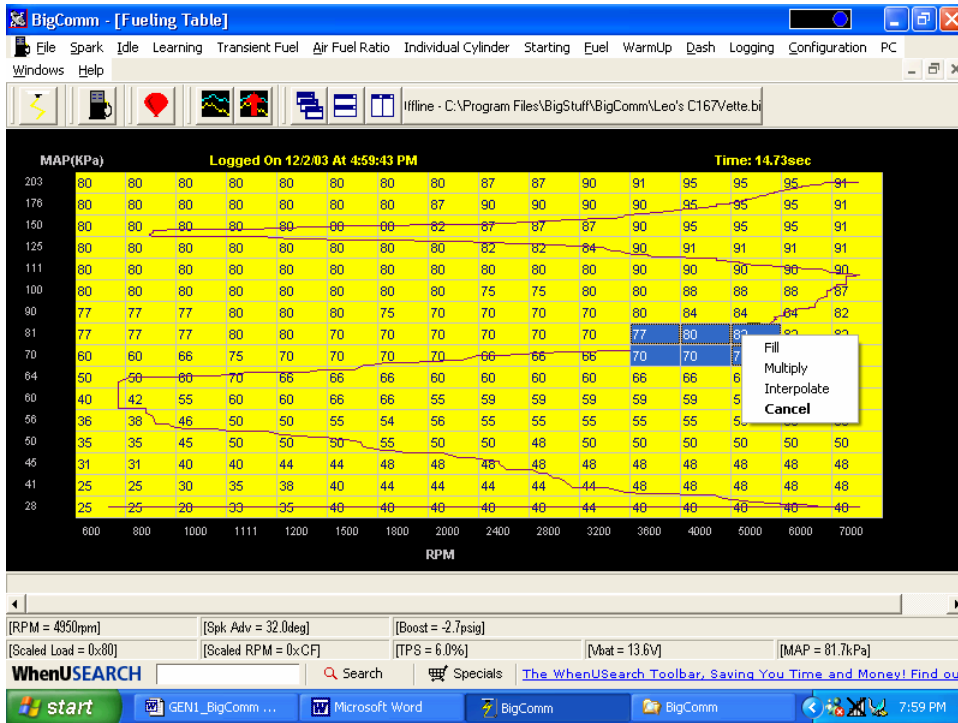 BigComm - [Fueling Table]
File Spark Idle Learning Transient Fuel Air Fuel Ratio Individual Cylinder Starting Fuel WarmUp Dash Logging Configuration PC
Windows Help
Iffline - C:\Program Files\BigStuff\BigComm\Leo's C167Vette.bi
MAP(KPa) Logged On 12/2/03 At 4:59:43 PM Time: 14.73sec
203 80 80 80 80 80 80 80 80 87 87 90 91 95 95 95 91
176 80 80 80 80 80 80 80 87 90 90 90 90 95 95 95 91
150 80 80 80 80 80 80 80 82 87 87 87 90 95 95 95 91
125 80 80 80 80 80 80 80 80 82 82 84 90 91 91 91 91
111 80 80 80 80 80 80 80 80 80 80 80 90 90 90 90 90
100 80 80 80 80 80 80 80 80 75 75 80 80 88 88 88 87
90 77 77 77 80 80 80 75 70 70 70 70 80 84 84 84 82
81 77 77 77 80 80 70 70 70 70 70 70 77 80
70 60 60 66 75 70 70 70 70 66 66 66 70 70
Fill
Multiply
Interpolate
Cancel
64 50 50 60 70 66 66 66 66 60 60 60 66 66
60 40 42 55 60 60 66 66 55 59 59 59 59 59
56 36 38 46 50 50 55 54 56 55 55 55 55 55
50 35 35 45 50 50 50 55 50 50 48 50 50 50 50 50 50
45 31 31 40 40 44 44 48 48 48 48 48 48 48 48 48 48
41 25 25 30 35 38 40 44 44 44 44 44 48 48 48 48 48
28 25 25 20 33 35 40 40 40 40 40 44 40 40 40 40 40
600 800 1000 1111 1200 1500 1800 2000 2400 2800 3200 3600 4000 5000 6000 7000
RPM
[RPM = 4950rpm] [Spk Adv = 32.0deg] [Boost = -2.7psig]
[Scaled Load = 0x80] [Scaled RPM = 0xCF] [TPS = 6.0%] [Vbat = 13.6V] [MAP = 81.7kPa]
WhenUSEARCH Search Specials The WhenUSearch Toolbar, Saving You Time and Money! Find ou
start GEN1_BigComm ... Microsoft Word BigComm BigComm 7:59 PM